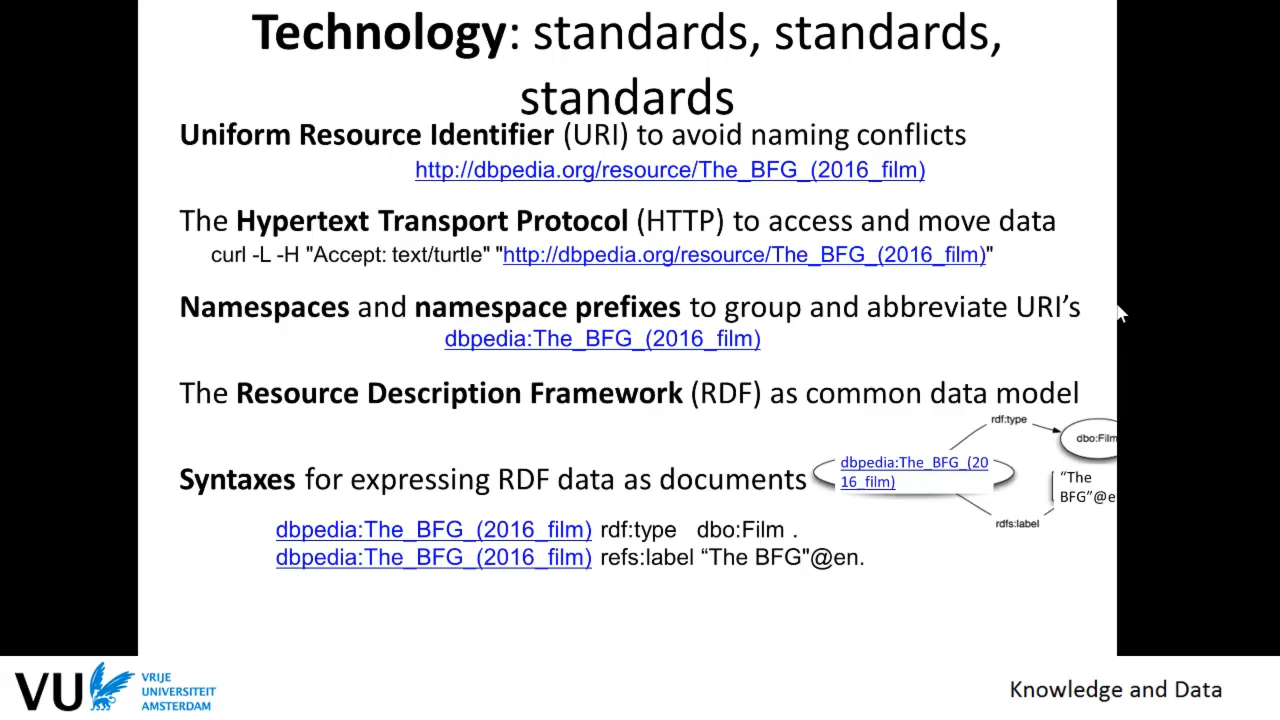 Technology: standards, standards,
standards
Uniform Resource Identifier (URI) to avoid naming conflicts
http://dbpedia.org/resource/The_BFG_(2016_film)
The Hypertext Transport Protocol (HTTP) to access and move data
curl -L -H "Accept: text/turtle" "http://dbpedia.org/resource/The_BFG_(2016_film)"
Namespaces and namespace prefixes to group and abbreviate URI’s
dbpedia:The_BFG_(2016_film)
The Resource Description Framework (RDF) as common data model
rdf:type
dbo:Film
dbpedia:The_BFG_(20
16_film)
“The
BFG”@e
rdfs:label
Syntaxes for expressing RDF data as documents
dbpedia:The_BFG_(2016_film) rdf:type dbo:Film .
dbpedia:The_BFG_(2016_film) refs:label “The BFG"@en.
VU VRIJE
UNIVERSITEIT
AMSTERDAM
Knowledge and Data